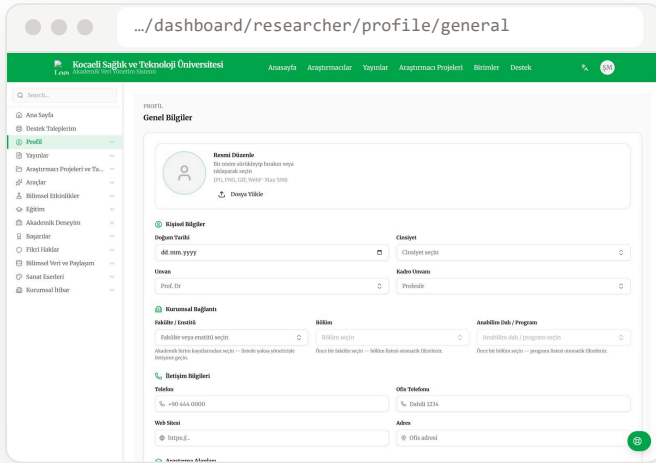 …/dashboard/researcher/profile/general
Kocaeli Sağlık ve Teknoloji Üniversitesi
Akademik Veri Yönetim Sistemi
Anasayfa Araştırmacılar Yayınlar Araştırmacı Projeleri Birimler Destek
ŞM
Search...
Ana Sayfa
Destek Taleplerim
Profil
Yayınlar
Araştırmacı Projeleri ve Ta...
Araçlar
Bilimsel Etkinlikler
Eğitim
Akademik Deneyim
Başarılar
Fikri Haklar
Bilimsel Veri ve Paylaşım
Sanat Eserleri
Kurumsal İtibar
PROFİL
Genel Bilgiler
Resmi Düzenle
Bir resim sürükleyip bırakın veya
tıklayarak seçin
JPG, PNG, GIF, WebP · Max 5MB
Dosya Yükle
Kişisel Bilgiler
Doğum Tarihi Cinsiyet
dd.mm.yyyy Cinsiyet seçin
Unvan Kadro Unvanı
Prof. Dr Profesör
Kurumsal Bağlantı
Fakülte / Enstitü Bölüm Anabilim Dalı / Program
Fakülte veya enstitü seçin Bölüm seçin Anabilim dalı / program seçin
Akademik birim kayıtlarından seçin — listede yoksa yöneticiyle
iletişime geçin.
Önce bir fakülte seçin — bölüm listesi otomatik filtrelenir.
Önce bir bölüm seçin — program listesi otomatik filtrelenir.
İletişim Bilgileri
Telefon Ofis Telefonu
+90 444 0000 Dahili 1234
Web Sitesi Adres
https://... Ofis adresi
Araştırma Alanları